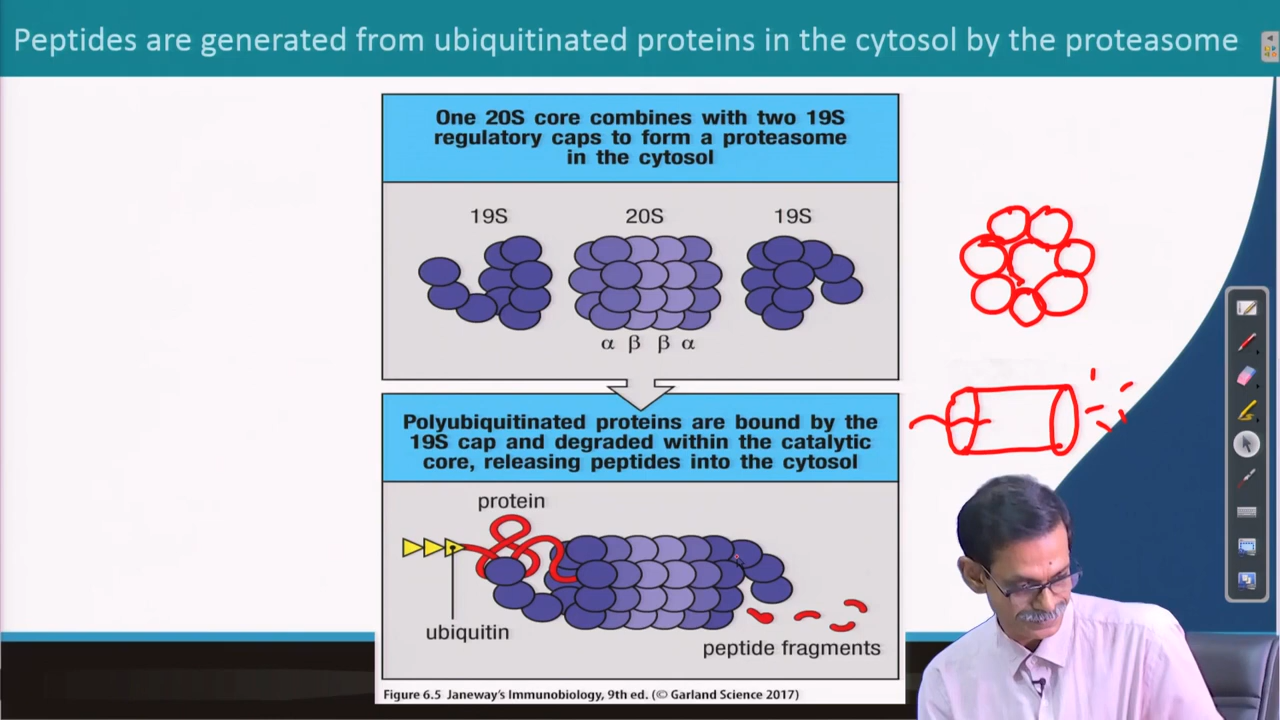 Peptides are generated from ubiquitinated proteins in the cytosol by the proteasome
One 20S core combines with two 19S
regulatory caps to form a proteasome
in the cytosol
19S 20S 19S
α β β α
Polyubiquitinated proteins are bound by the
19S cap and degraded within the catalytic
core, releasing peptides into the cytosol
protein
ubiquitin
peptide fragments
Figure 6.5 Janeway's Immunobiology, 9th ed. (© Garland Science 2017)